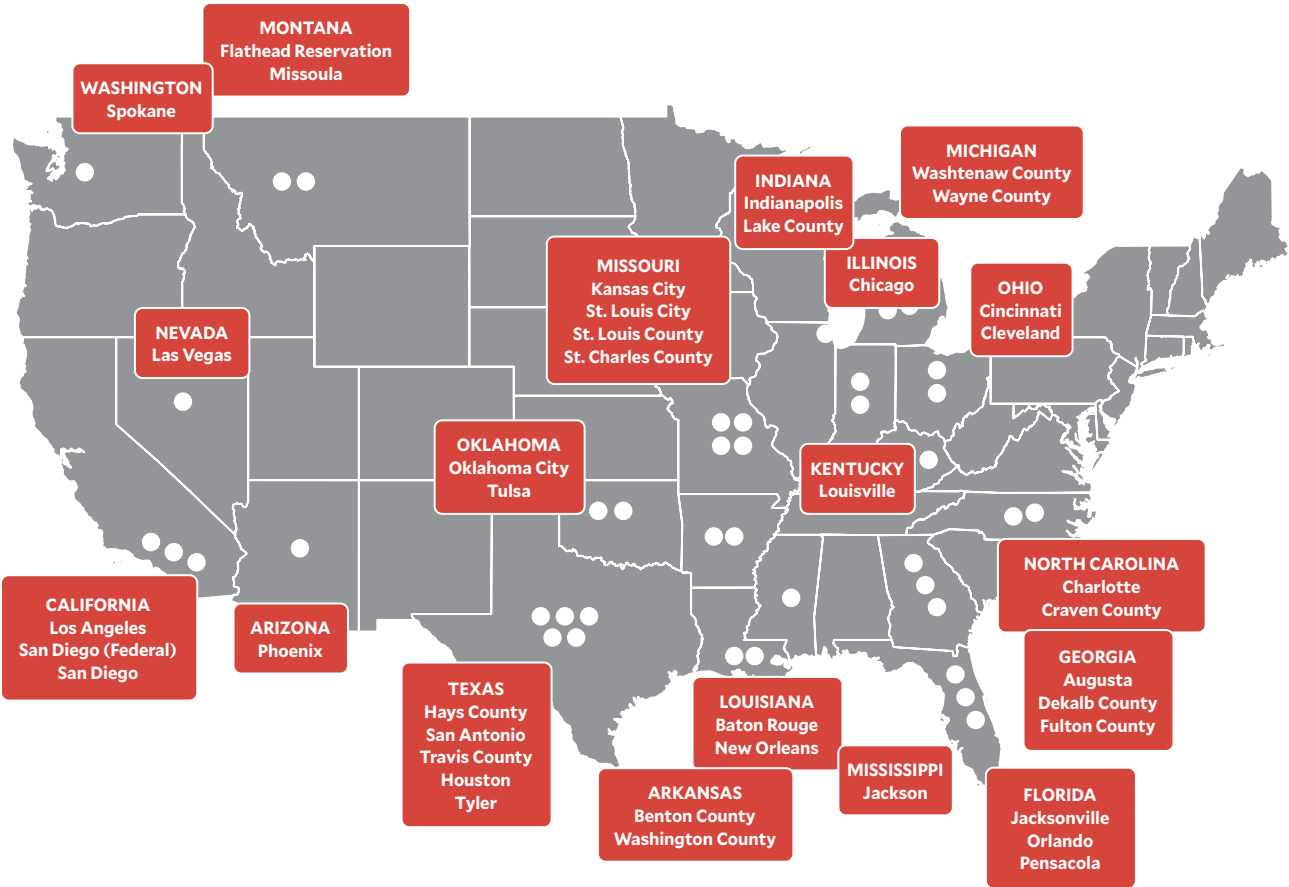 MONTANA
Flathead Reservation
Missoula
WASHINGTON
Spokane
MICHIGAN
Washtenaw County
Wayne County
INDIANA
Indianapolis
Lake County
MISSOURI
Kansas City
St. Louis City
St. Louis County
St. Charles County
ILLINOIS
Chicago
OHIO
Cincinnati
Cleveland
NEVADA
Las Vegas
OKLAHOMA
Oklahoma City
Tulsa
KENTUCKY
Louisville
NORTH CAROLINA
Charlotte
Craven County
CALIFORNIA
Los Angeles
San Diego (Federal)
San Diego
ARIZONA
Phoenix
GEORGIA
Augusta
Dekalb County
Fulton County
TEXAS
Hays County
San Antonio
Travis County
Houston
Tyler
LOUISIANA
Baton Rouge
New Orleans
MISSISSIPPI
Jackson
ARKANSAS
Benton County
Washington County
FLORIDA
Jacksonville
Orlando
Pensacola